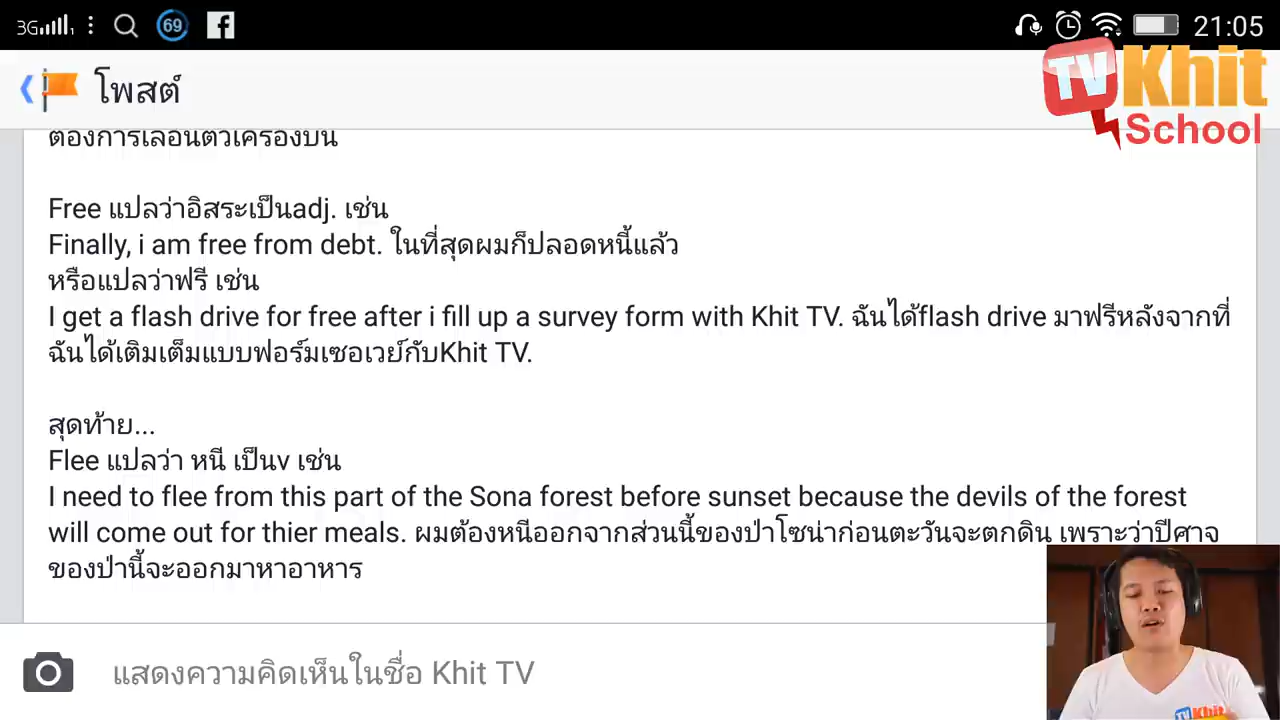 3G
1
69
21:05
TV Khit
School
โพสต์
ต้องการเลื่อนตั๋วเครื่องบิน
Free แปลว่าอิสระเป็นadj. เช่น
Finally, i am free from debt. ในที่สุดผมก็ปลอดหนี้แล้ว
หรือแปลว่าฟรี เช่น
I get a flash drive for free after i fill up a survey form with Khit TV. ฉันได้flash drive มาฟรีหลังจากที่
ฉันได้เติมเต็มแบบฟอร์มเซอเวย์กับKhit TV.
สุดท้าย...
Flee แปลว่า หนี เป็นv เช่น
I need to flee from this part of the Sona forest before sunset because the devils of the forest
will come out for thier meals. ผมต้องหนีออกจากส่วนนี้ของป่าโซน่าก่อนตะวันจะตกดิน เพราะว่าปีศาจ
ของป่านี้จะออกมาหาอาหาร
แสดงความคิดเห็นในชื่อ Khit TV